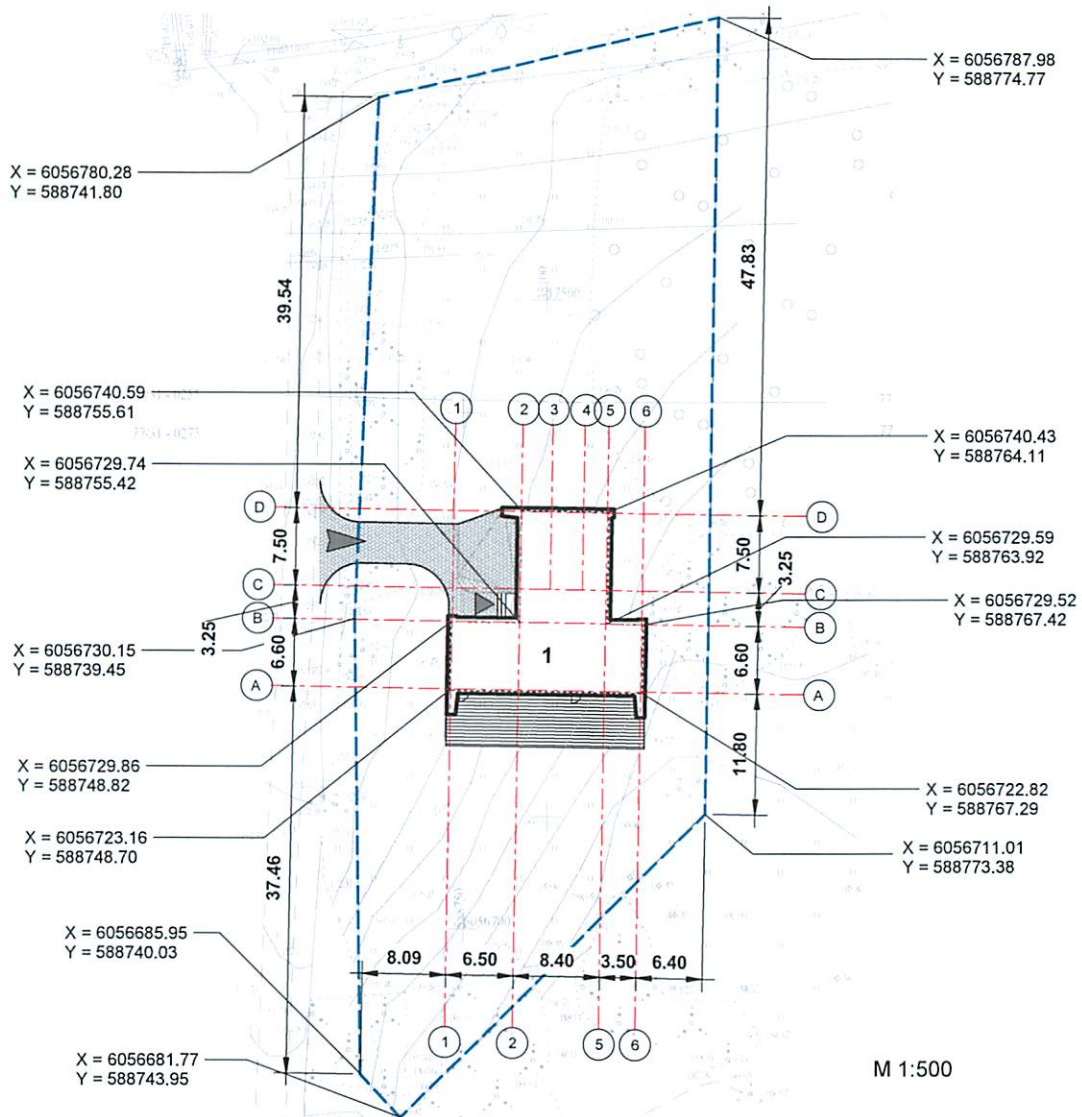 X = 6056787.98
Y = 588774.77
X = 6056780.28
Y = 588741.80
39.54
47.83
7500
X = 6056740.59
Y = 588755.61
1
2
3
4
5
6
X = 6056740.43
Y = 588764.11
X = 6056729.74
Y = 588755.42
D
D
7.50
7.50
X = 6056729.59
Y = 588763.92
3.25
C
C
X = 6056729.52
Y = 588767.42
B
B
X = 6056730.15
Y = 588739.45
3.25
6.60
1
6.60
A
A
11.80
X = 6056729.86
Y = 588748.82
X = 6056722.82
Y = 588767.29
X = 6056723.16
Y = 588748.70
X = 6056711.01
Y = 588773.38
37.46
X = 6056685.95
Y = 588740.03
8.09
6.50
8.40
3.50
6.40
1
2
5
6
X = 6056681.77
Y = 588743.95
M 1:500